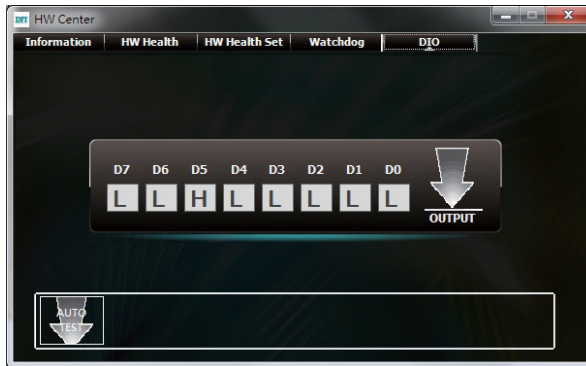 DFI HW Center
Information HW Health HW Health Set Watchdog DIO
D7 D6 D5 D4 D3 D2 D1 D0
L L H L L L L L
OUTPUT
AUTO
TEST